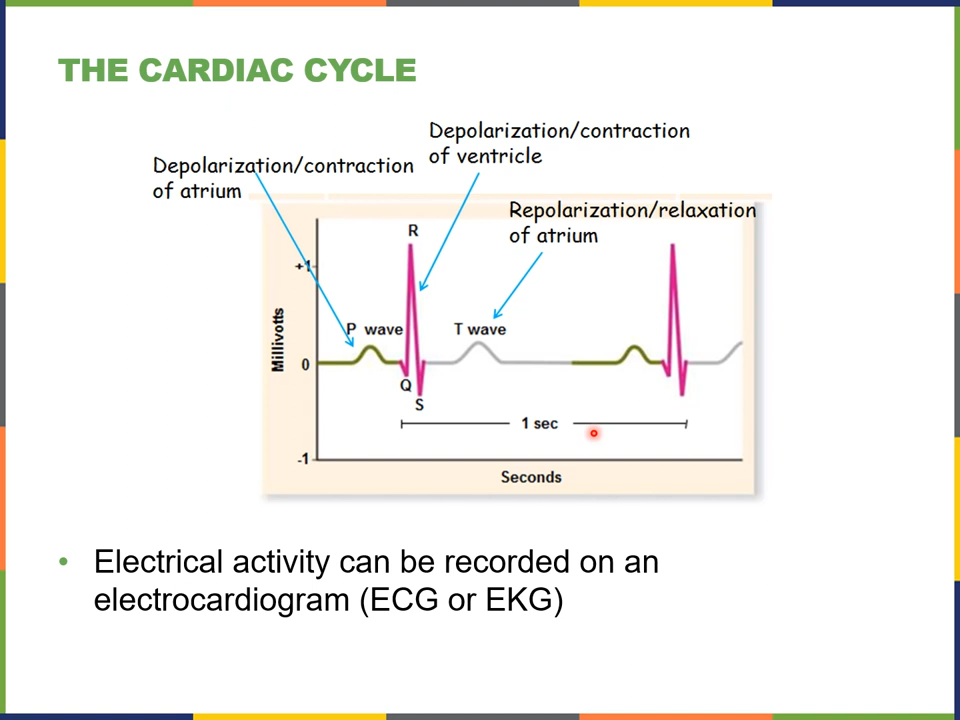 THE CARDIAC CYCLE
Depolarization/contraction
of ventricle
Depolarization/contraction
of atrium
Repolarization/relaxation
of atrium
R
+1
P wave
T wave
Millivotts
0
Q
S
1 sec
-1
Seconds
• Electrical activity can be recorded on an
electrocardiogram (ECG or EKG)